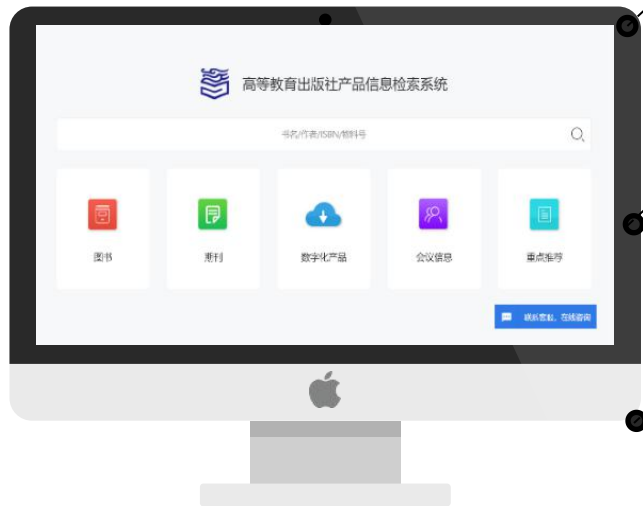 高等教育出版社产品信息检索系统
书名/作者/ISBN/物料号
图书
期刊
数字化产品
会议信息
重点推荐
联系客服，在线咨询